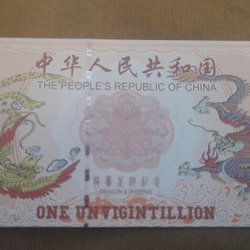 中华人民共和国
THE PEOPLE'S REPUBLIC OF CHINA
DRAGON & PHOENIX
ONE UNVIGINTILLION